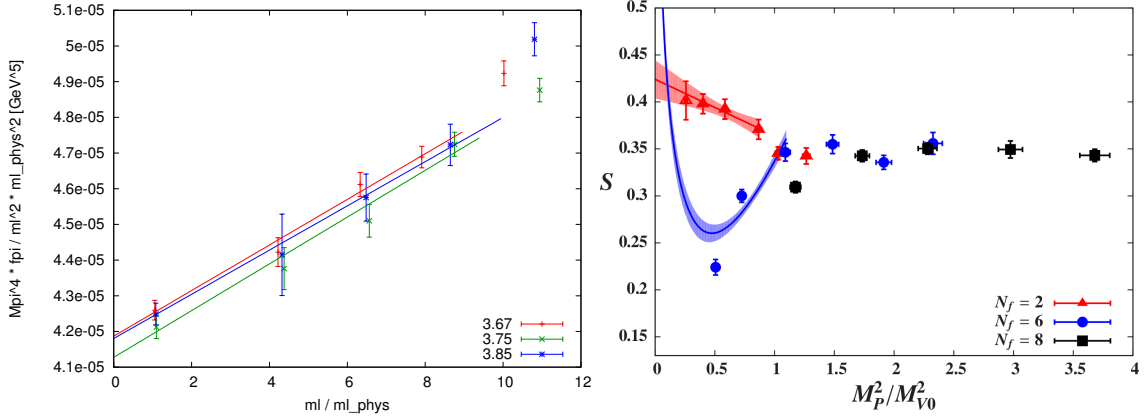 5.1e-05
5e-05
4.9e-05
4.8e-05
4.7e-05
4.6e-05
4.5e-05
4.4e-05
4.3e-05
4.2e-05
4.1e-05
Mpi^4 * fpi / ml^2 * ml_phys^2 [GeV^5]
0 2 4 6 8 10 12
ml / ml_phys
3.67
3.75
3.85
0.5
0.45
0.4
0.35
0.3
0.25
0.2
0.15
S
0 0.5 1 1.5 2 2.5 3 3.5 4
M_P^2/M_{V0}^2
N_f = 2
N_f = 6
N_f = 8